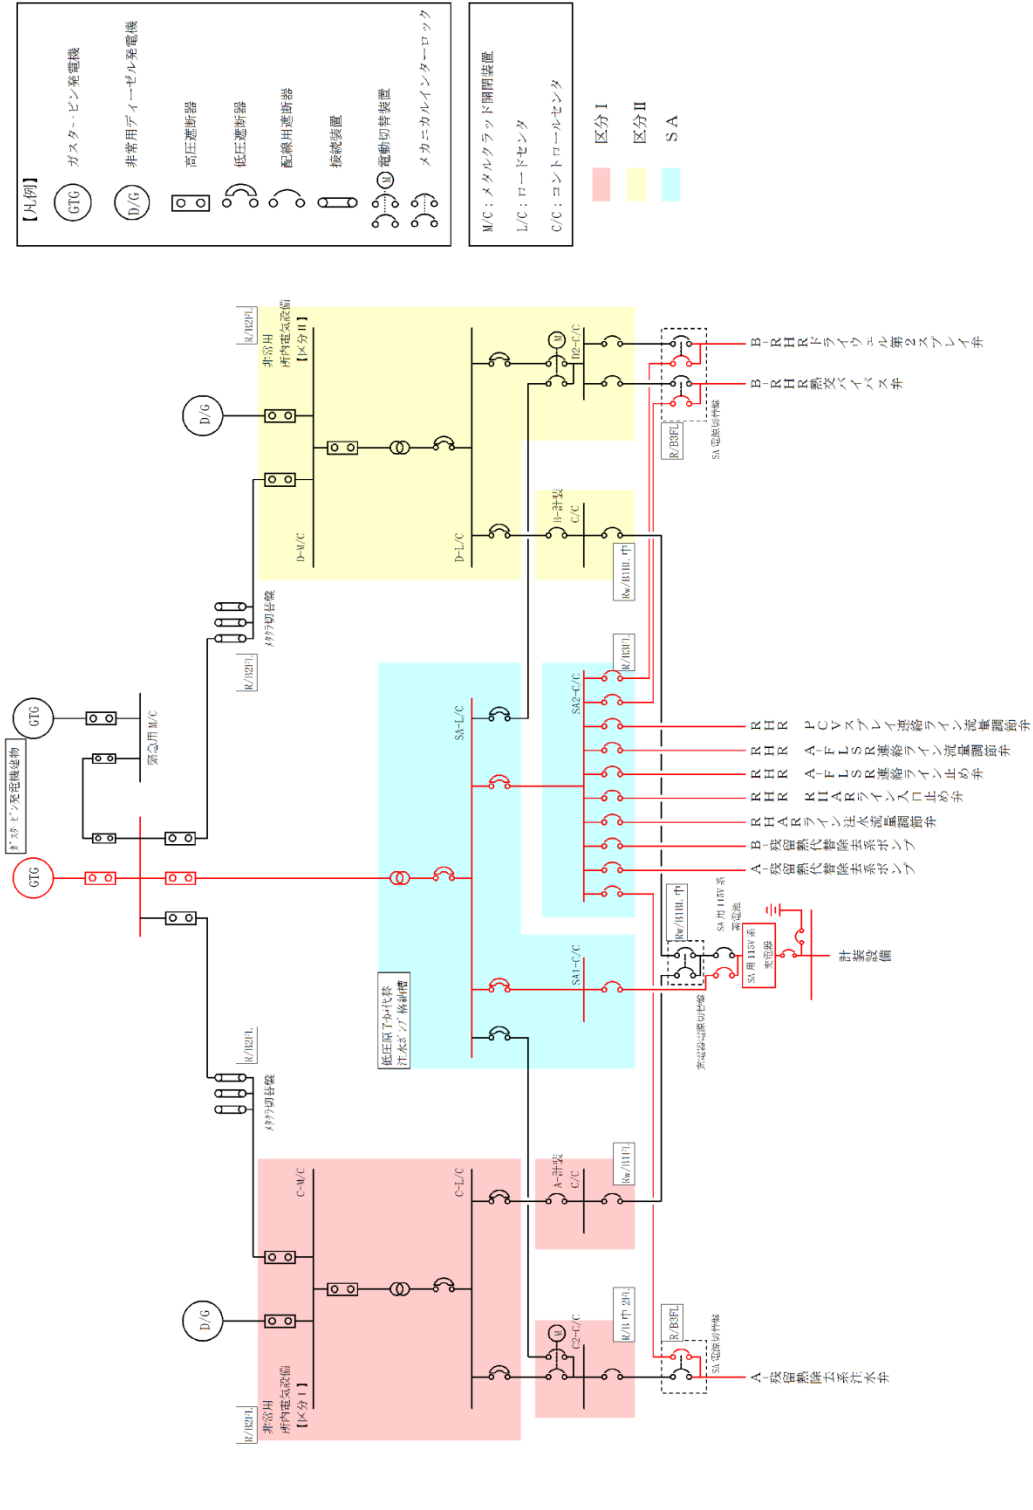 【凡例】
GTG
ガスタービン発電機
D/G
非常用ディーゼル発電機
高圧遮断器
低圧遮断器
配線用遮断器
接続装置
M
電動切替装置
メカニカルインターロック
M/C：メタルクラッド開閉装置
L/C：ロードセンタ
C/C：コントロールセンタ
区分Ⅰ
区分Ⅱ
SA
ガスタービン発電機建物
GTG
GTG
緊急用M/C
D/G
R/B2FL
非常用
所内電気設備
【区分Ⅱ】
D-M/C
D-L/C
M
D2-C/C
B-計装
C/C
メタクラ切替盤
R/B2FL
R/B3FL
SA電源切替盤
B-RHRドライウェル第2スプレイ弁
B-RHR熱交バイパス弁
SA-L/C
SA2-C/C
R/B3FL
RHR PCVスプレイ連絡ライン流量調節弁
RHR A-FLSR連絡ライン流量調節弁
RHR A-FLSR連絡ライン止め弁
RHR RHARライン入口止め弁
RHARライン注水流量調節弁
B-残留熱代替除去系ポンプ
A-残留熱代替除去系ポンプ
低圧原子炉代替
注水ポンプ格納槽
SA1-C/C
充電器電源切替盤
SA用115V系
蓄電池
SA用115V系
充電器
計装設備
R/B2FL
メタクラ切替盤
D/G
R/B2FL
非常用
所内電気設備
【区分Ⅰ】
C-M/C
C-L/C
A-計装
C/C
Rw/B1FL
M
C2-C/C
R/B中2FL
R/B3FL
SA電源切替盤
A-残留熱除去系注水弁